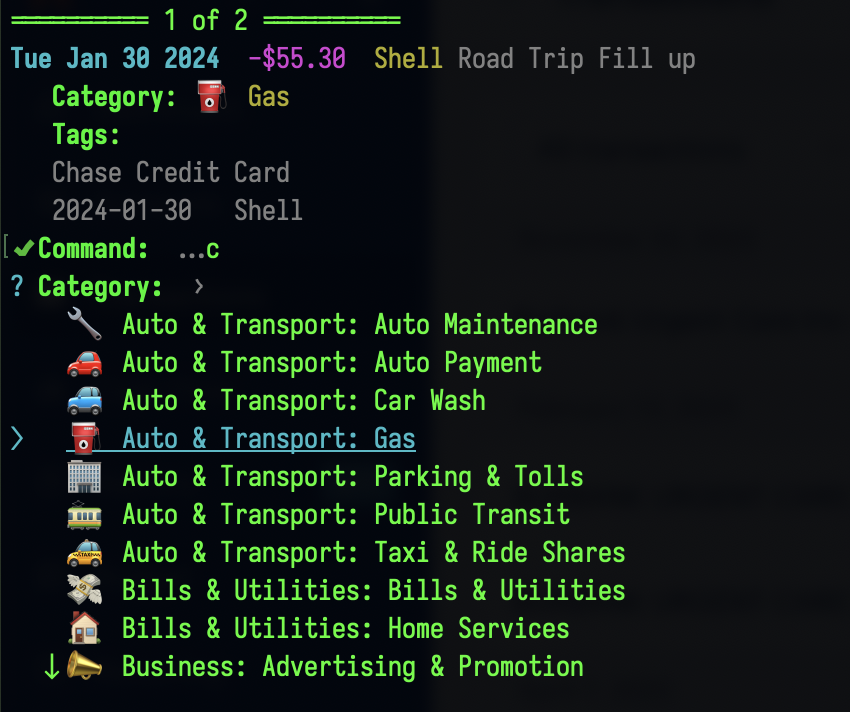 ══════════ 1 of 2 ══════════
Tue Jan 30 2024 -$55.30 Shell Road Trip Fill up
Category: ⛽ Gas
Tags:
Chase Credit Card
2024-01-30 Shell
✔Command: …c
? Category: ›
🔧 Auto & Transport: Auto Maintenance
🚗 Auto & Transport: Auto Payment
🚙 Auto & Transport: Car Wash
❯ ⛽ Auto & Transport: Gas
🏢 Auto & Transport: Parking & Tolls
🚋 Auto & Transport: Public Transit
🚕 Auto & Transport: Taxi & Ride Shares
💸 Bills & Utilities: Bills & Utilities
🏠 Bills & Utilities: Home Services
↓📣 Business: Advertising & Promotion